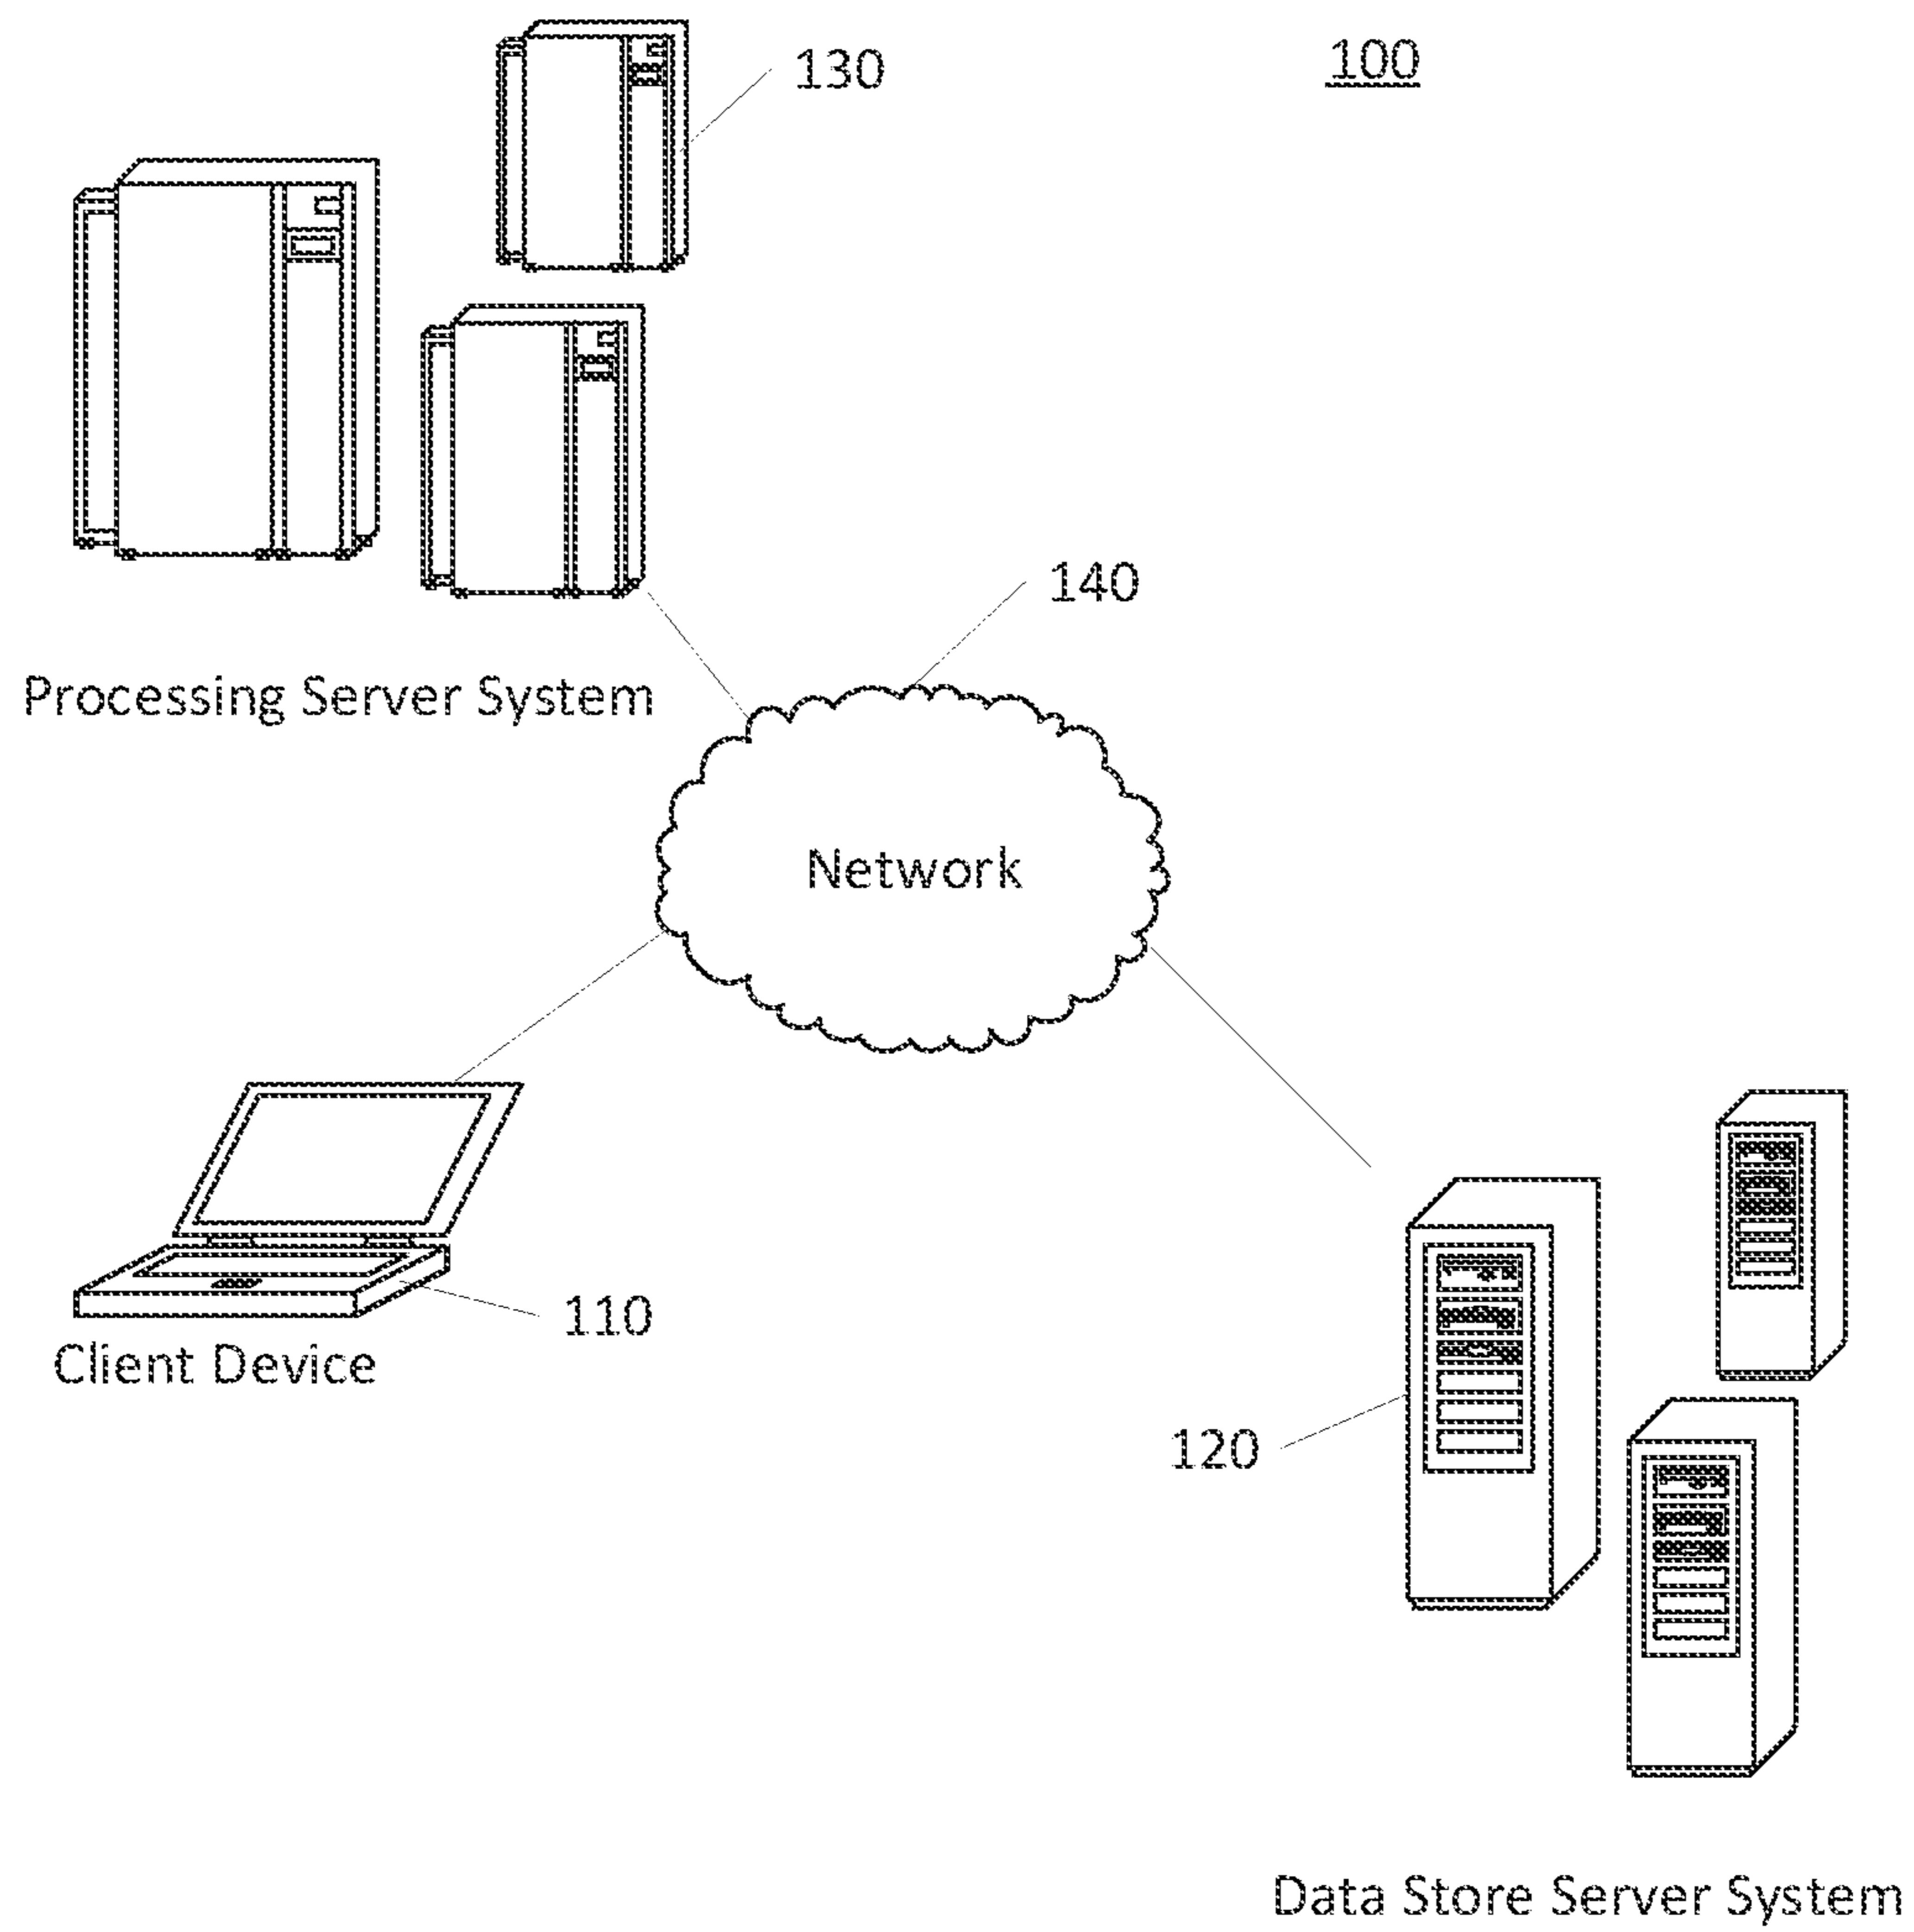 130
100
140
Processing Server System
Network
110
Client Device
120
Data Store Server System